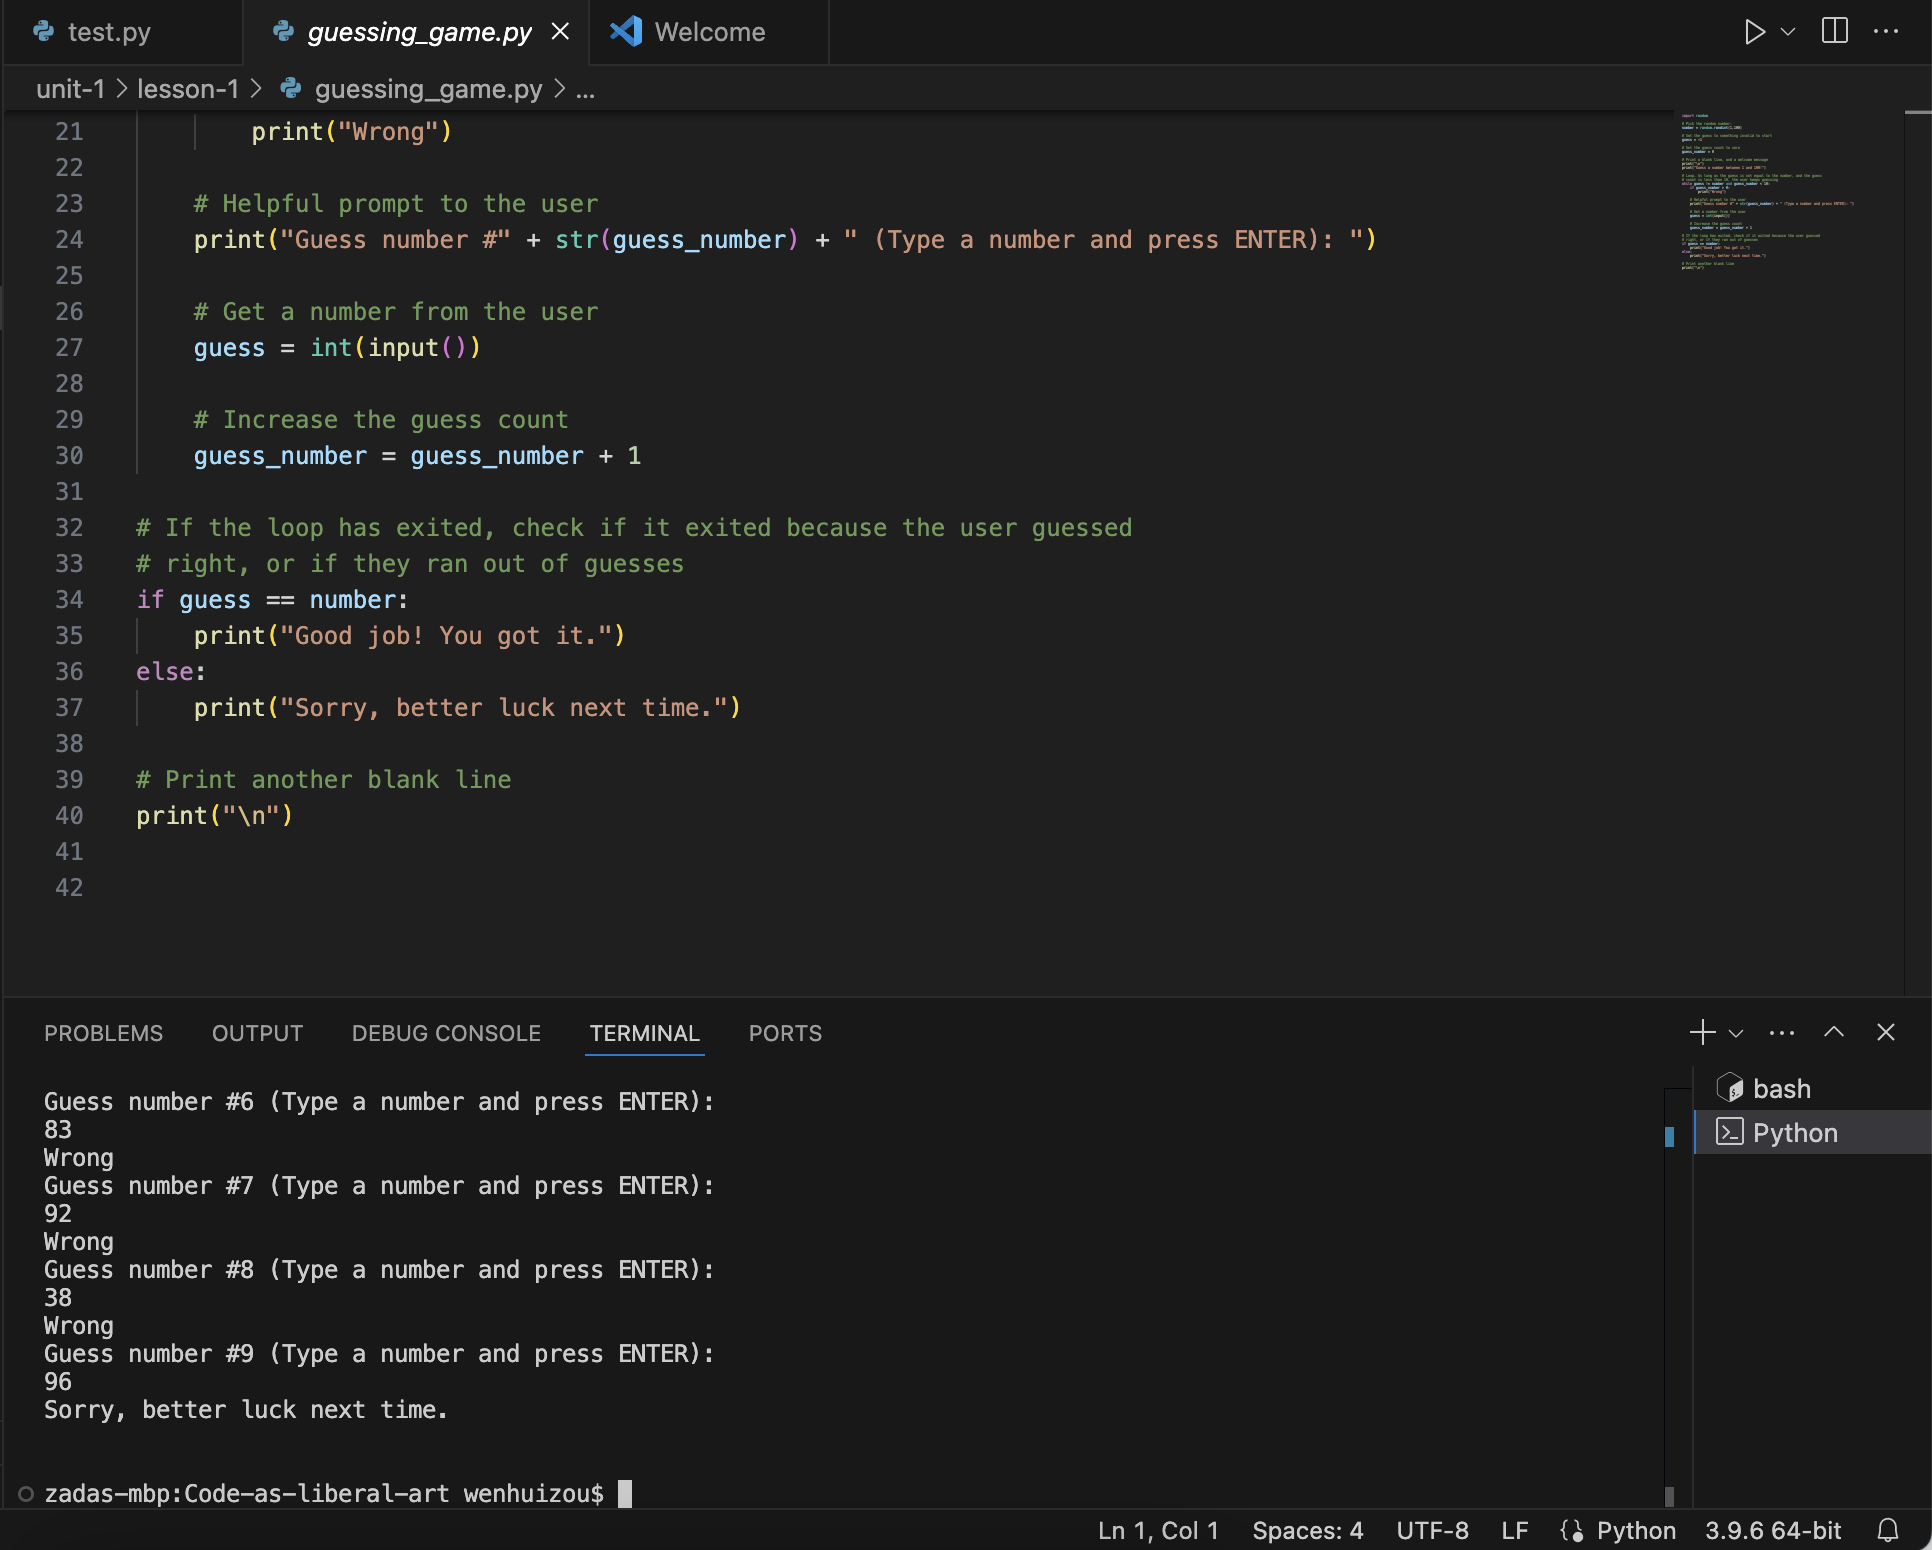 test.py
guessing_game.py
Welcome
unit-1 > lesson-1 > guessing_game.py > ...
21 print("Wrong")
22
23 # Helpful prompt to the user
24 print("Guess number #" + str(guess_number) + " (Type a number and press ENTER): ")
25
26 # Get a number from the user
27 guess = int(input())
28
29 # Increase the guess count
30 guess_number = guess_number + 1
31
32 # If the loop has exited, check if it exited because the user guessed
33 # right, or if they ran out of guesses
34 if guess == number:
35 print("Good job! You got it.")
36 else:
37 print("Sorry, better luck next time.")
38
39 # Print another blank line
40 print("\n")
41
42
PROBLEMS OUTPUT DEBUG CONSOLE TERMINAL PORTS
Guess number #6 (Type a number and press ENTER):
83
Wrong
Guess number #7 (Type a number and press ENTER):
92
Wrong
Guess number #8 (Type a number and press ENTER):
38
Wrong
Guess number #9 (Type a number and press ENTER):
96
Sorry, better luck next time.
zadas-mbp:Code-as-liberal-art wenhuizou$
bash
Python
Ln 1, Col 1 Spaces: 4 UTF-8 LF Python 3.9.6 64-bit